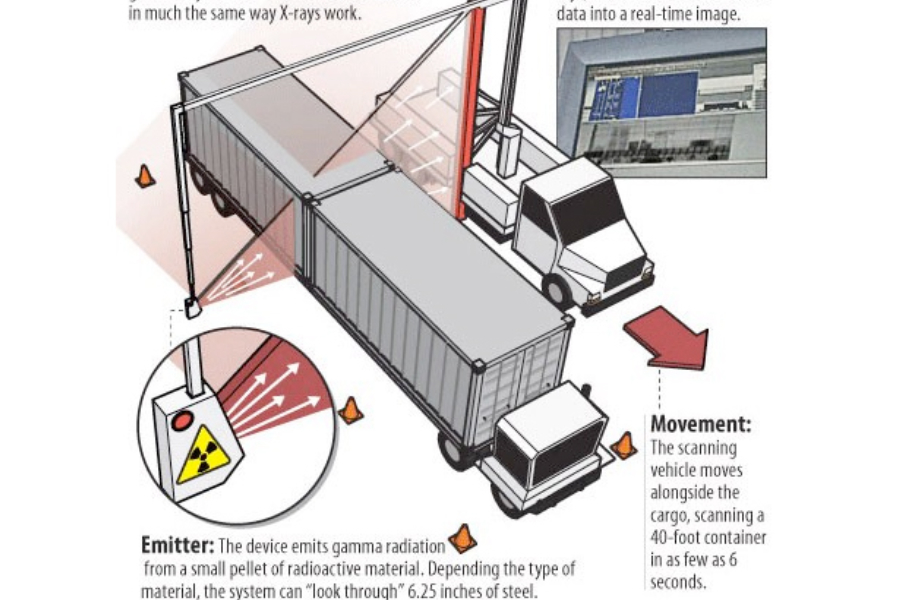 in much the same way X-rays work.
data into a real-time image.
Movement:
The scanning
vehicle moves
alongside the
cargo, scanning a
40-foot container
in as few as 6
seconds.
Emitter: The device emits gamma radiation
from a small pellet of radioactive material. Depending the type of
material, the system can “look through” 6.25 inches of steel.